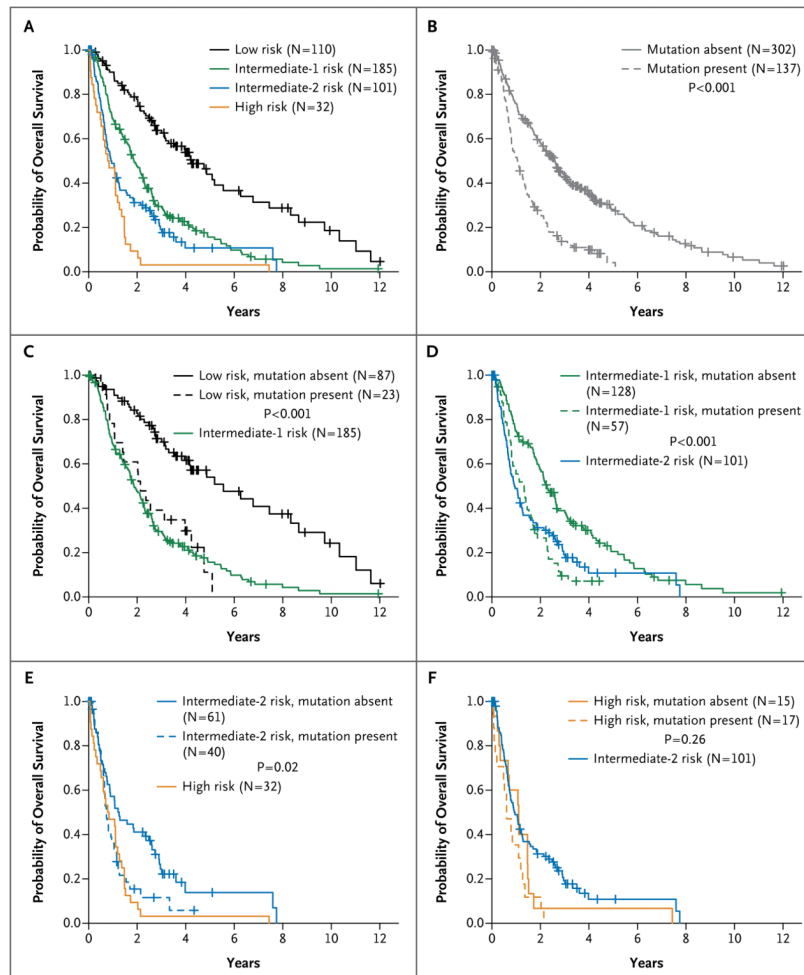 A
Low risk (N=110)
Intermediate-1 risk (N=185)
Intermediate-2 risk (N=101)
High risk (N=32)
Probability of Overall Survival
1.0
0.8
0.6
0.4
0.2
0.0
0 2 4 6 8 10 12
Years
B
Mutation absent (N=302)
Mutation present (N=137)
P<0.001
Probability of Overall Survival
1.0
0.8
0.6
0.4
0.2
0.0
0 2 4 6 8 10 12
Years
C
Low risk, mutation absent (N=87)
Low risk, mutation present (N=23)
P<0.001
Intermediate-1 risk (N=185)
Probability of Overall Survival
1.0
0.8
0.6
0.4
0.2
0.0
0 2 4 6 8 10 12
Years
D
Intermediate-1 risk, mutation absent
(N=128)
Intermediate-1 risk, mutation present
(N=57)
P<0.001
Intermediate-2 risk (N=101)
Probability of Overall Survival
1.0
0.8
0.6
0.4
0.2
0.0
0 2 4 6 8 10 12
Years
E
Intermediate-2 risk, mutation absent
(N=61)
Intermediate-2 risk, mutation present
(N=40)
P=0.02
High risk (N=32)
Probability of Overall Survival
1.0
0.8
0.6
0.4
0.2
0.0
0 2 4 6 8 10 12
Years
F
High risk, mutation absent (N=15)
High risk, mutation present (N=17)
P=0.26
Intermediate-2 risk (N=101)
Probability of Overall Survival
1.0
0.8
0.6
0.4
0.2
0.0
0 2 4 6 8 10 12
Years